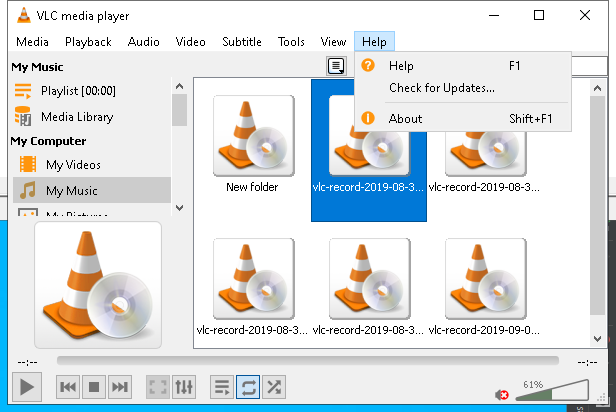 VLC media player
Media Playback Audio Video Subtitle Tools View Help
My Music
Playlist [00:00]
Media Library
My Computer
My Videos
My Music
Help F1
Check for Updates...
About Shift+F1
New folder
vlc-record-2019-08-3...
vlc-record-2019-08-3...
vlc-record-2019-08-3...
vlc-record-2019-08-3...
vlc-record-2019-09-0...
--:-- --:--
61%